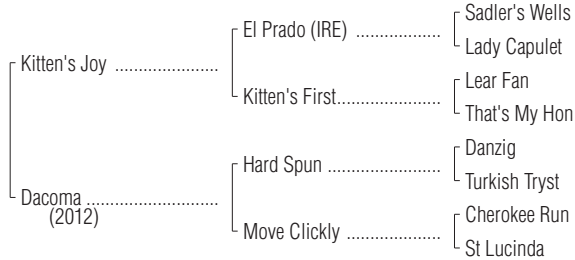 Sadler's Wells
El Prado (IRE) ..................
Lady Capulet
Kitten's Joy ......................
Lear Fan
Kitten's First......................
That's My Hon
Danzig
Hard Spun ........................
Turkish Tryst
Dacoma ............................
(2012)
Cherokee Run
Move Clickly ....................
St Lucinda